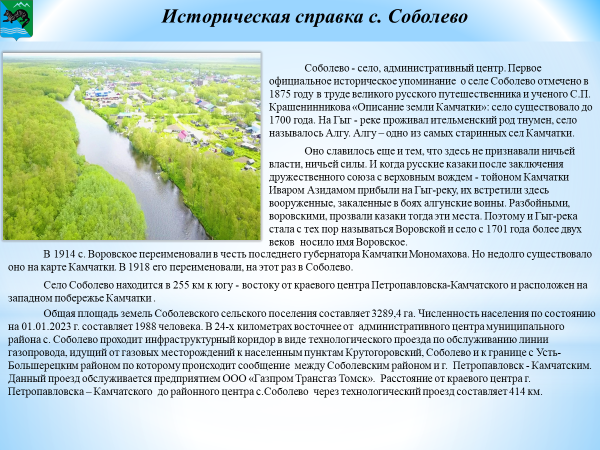 Историческая справка с. Соболево
Соболево - село, административный центр. Первое
официальное историческое упоминание о селе Соболево отмечено в
1875 году в труде великого русского путешественника и ученого С.П.
Крашенинникова «Описание земли Камчатки»: село существовало до
1700 года. На Гыг - реке проживал ительменский род тнумен, село
называлось Алгу. Алгу – одно из самых старинных сел Камчатки.
Оно славилось еще и тем, что здесь не признавали ничьей
власти, ничьей силы. И когда русские казаки после заключения
дружественного союза с верховным вождем - тойоном Камчатки
Иваром Азидамом прибыли на Гыг-реку, их встретили здесь
вооруженные, закаленные в боях алгунские воины. Разбойными,
воровскими, прозвали казаки тогда эти места. Поэтому и Гыг-река
стала с тех пор называться Воровской и село с 1701 года более двух
веков носило имя Воровское.
В 1914 с. Воровское переименовали в честь последнего губернатора Камчатки Мономахова. Но недолго существовало
оно на карте Камчатки. В 1918 его переименовали, на этот раз в Соболево.
Село Соболево находится в 255 км к югу - востоку от краевого центра Петропавловска-Камчатского и расположен на
западном побережье Камчатки .
Общая площадь земель Соболевского сельского поселения составляет 3289,4 га. Численность населения по состоянию
на 01.01.2023 г. составляет 1988 человека. В 24-х километрах восточнее от административного центра муниципального
района с. Соболево проходит инфраструктурный коридор в виде технологического проезда по обслуживанию линии
газопровода, идущий от газовых месторождений к населенным пунктам Крутогоровский, Соболево и к границе с Усть-
Большерецким районом по которому происходит сообщение между Соболевским районом и г. Петропавловск - Камчатским.
Данный проезд обслуживается предприятием ООО «Газпром Трансгаз Томск». Расстояние от краевого центра г.
Петропавловска – Камчатского до районного центра с.Соболево через технологический проезд составляет 414 км.